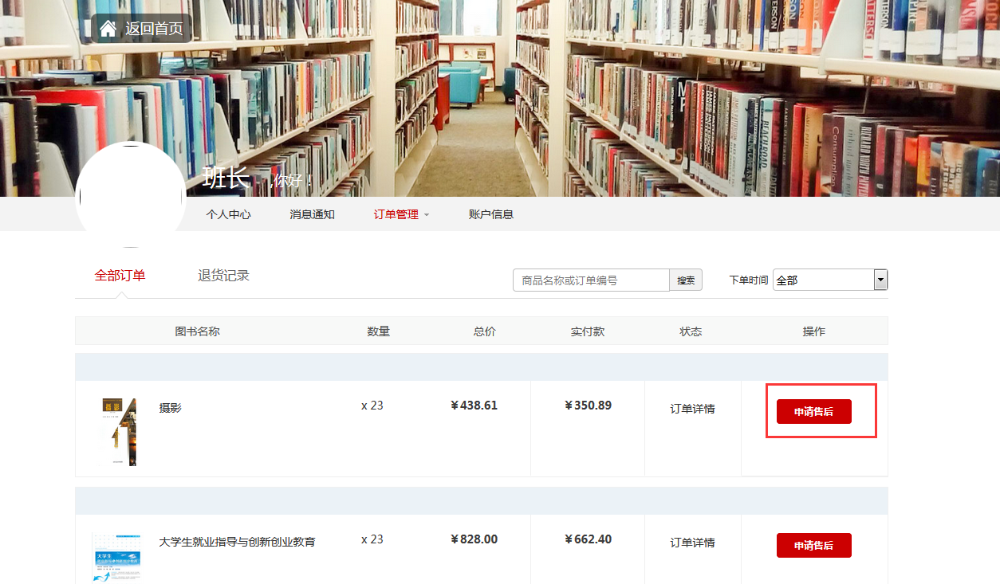 返回首页
班长 ,你好！
个人中心 消息通知 订单管理 账户信息
全部订单 退货记录 商品名称或订单编号 搜索 下单时间 全部
图书名称 数量 总价 实付款 状态 操作
摄影 x 23 ￥438.61 ￥350.89 订单详情 申请售后
大学生就业指导与创新创业教育 x 23 ￥828.00 ￥662.40 订单详情 申请售后
大学生